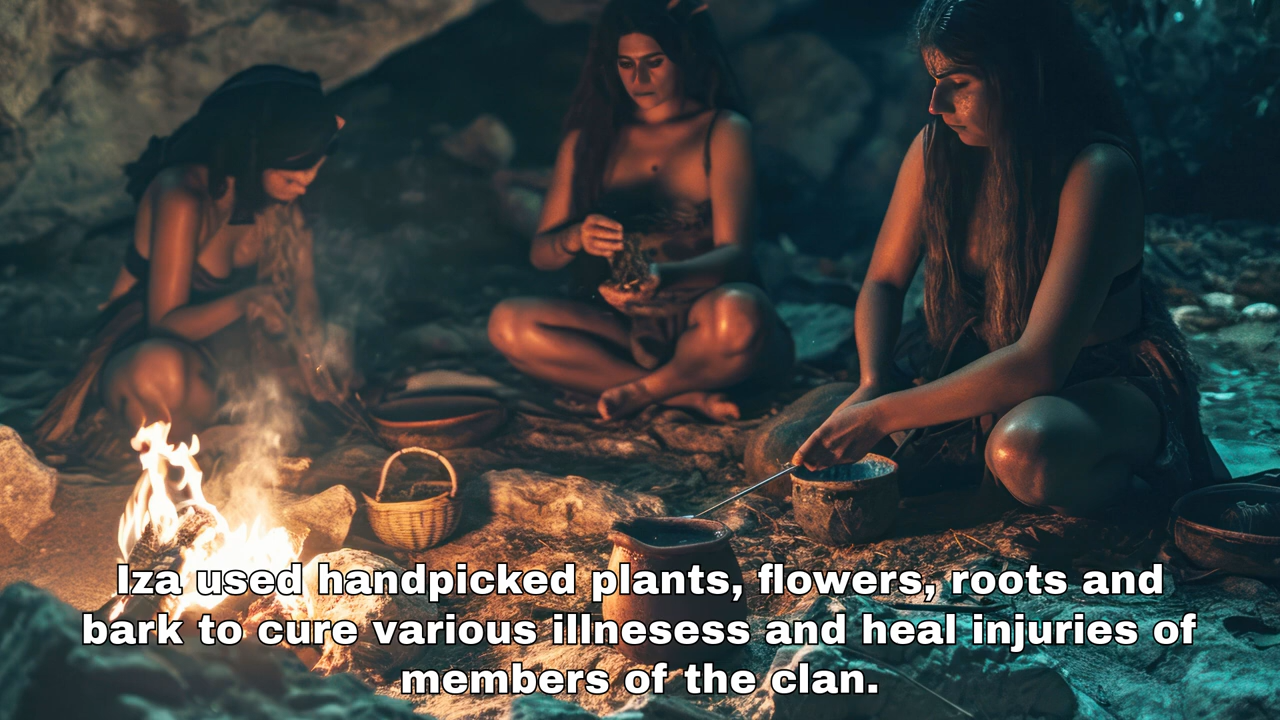 Iza used handpicked plants, flowers, roots and
bark to cure various illnesess and heal injuries of
members of the clan.